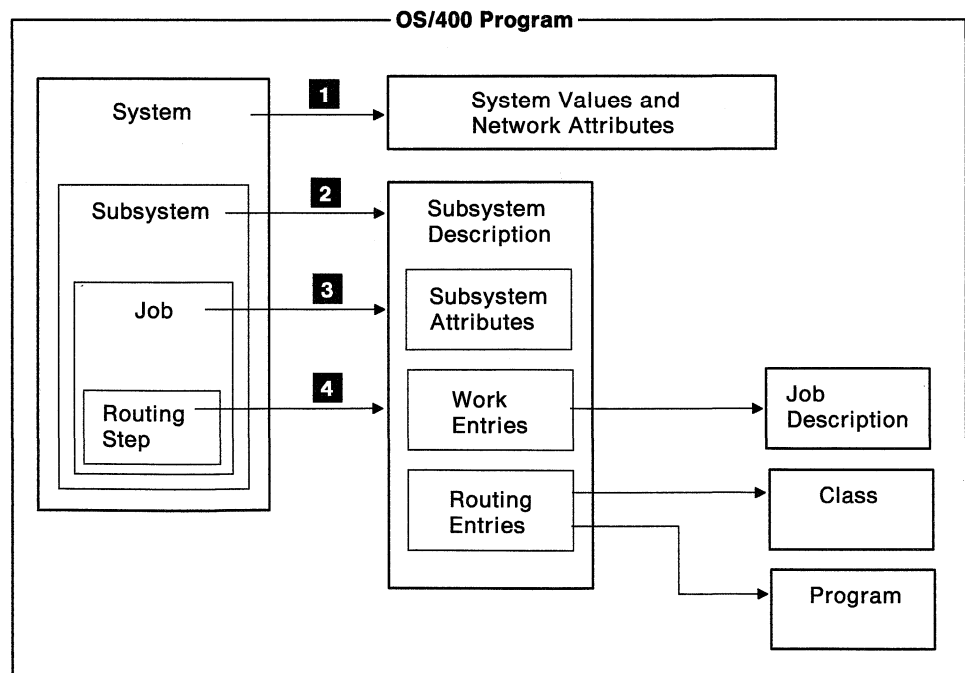 OS/400 Program
System
1
System Values and
Network Attributes
Subsystem
2
Subsystem
Description
Job
3
Subsystem
Attributes
Routing
Step
4
Work
Entries
Job
Description
Routing
Entries
Class
Program